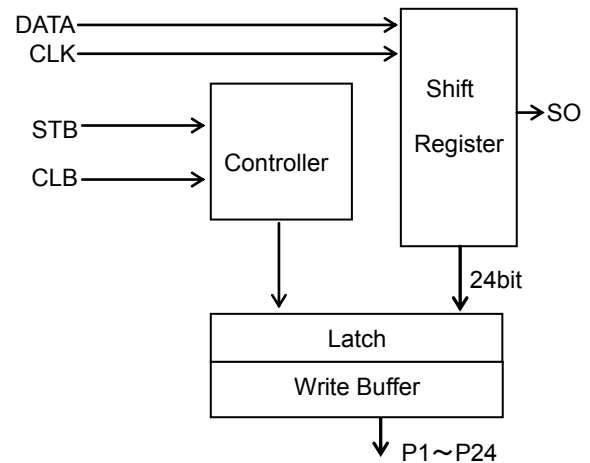 DATA
CLK
Shift
Register
SO
STB
CLB
Controller
24bit
Latch
Write Buffer
P1～P24